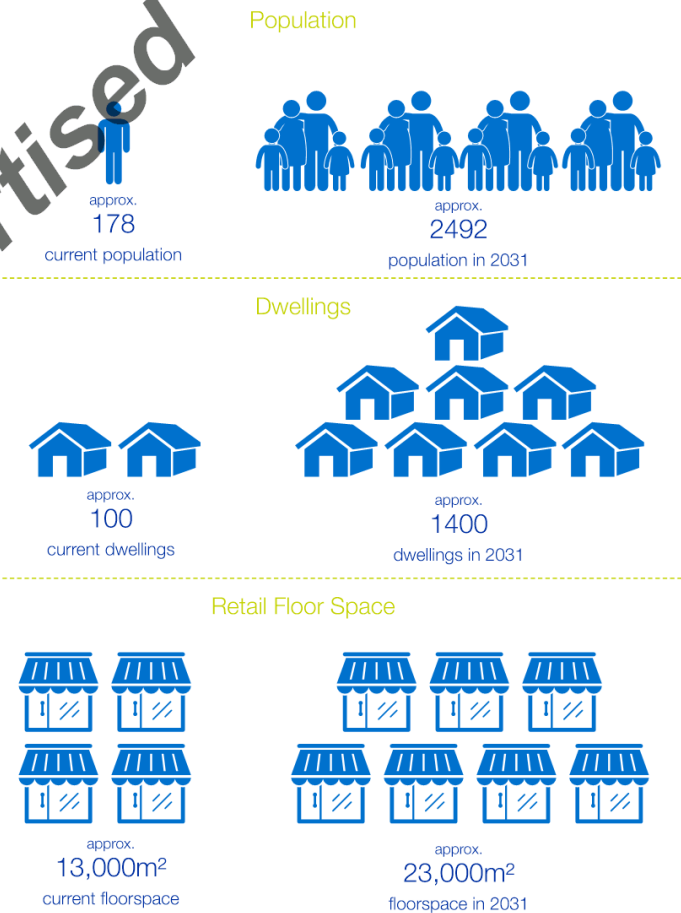 Population
approx.
178
current population
approx.
2492
population in 2031
Dwellings
approx.
100
current dwellings
approx.
1400
dwellings in 2031
Retail Floor Space
approx.
13,000m²
current floorspace
approx.
23,000m²
floorspace in 2031